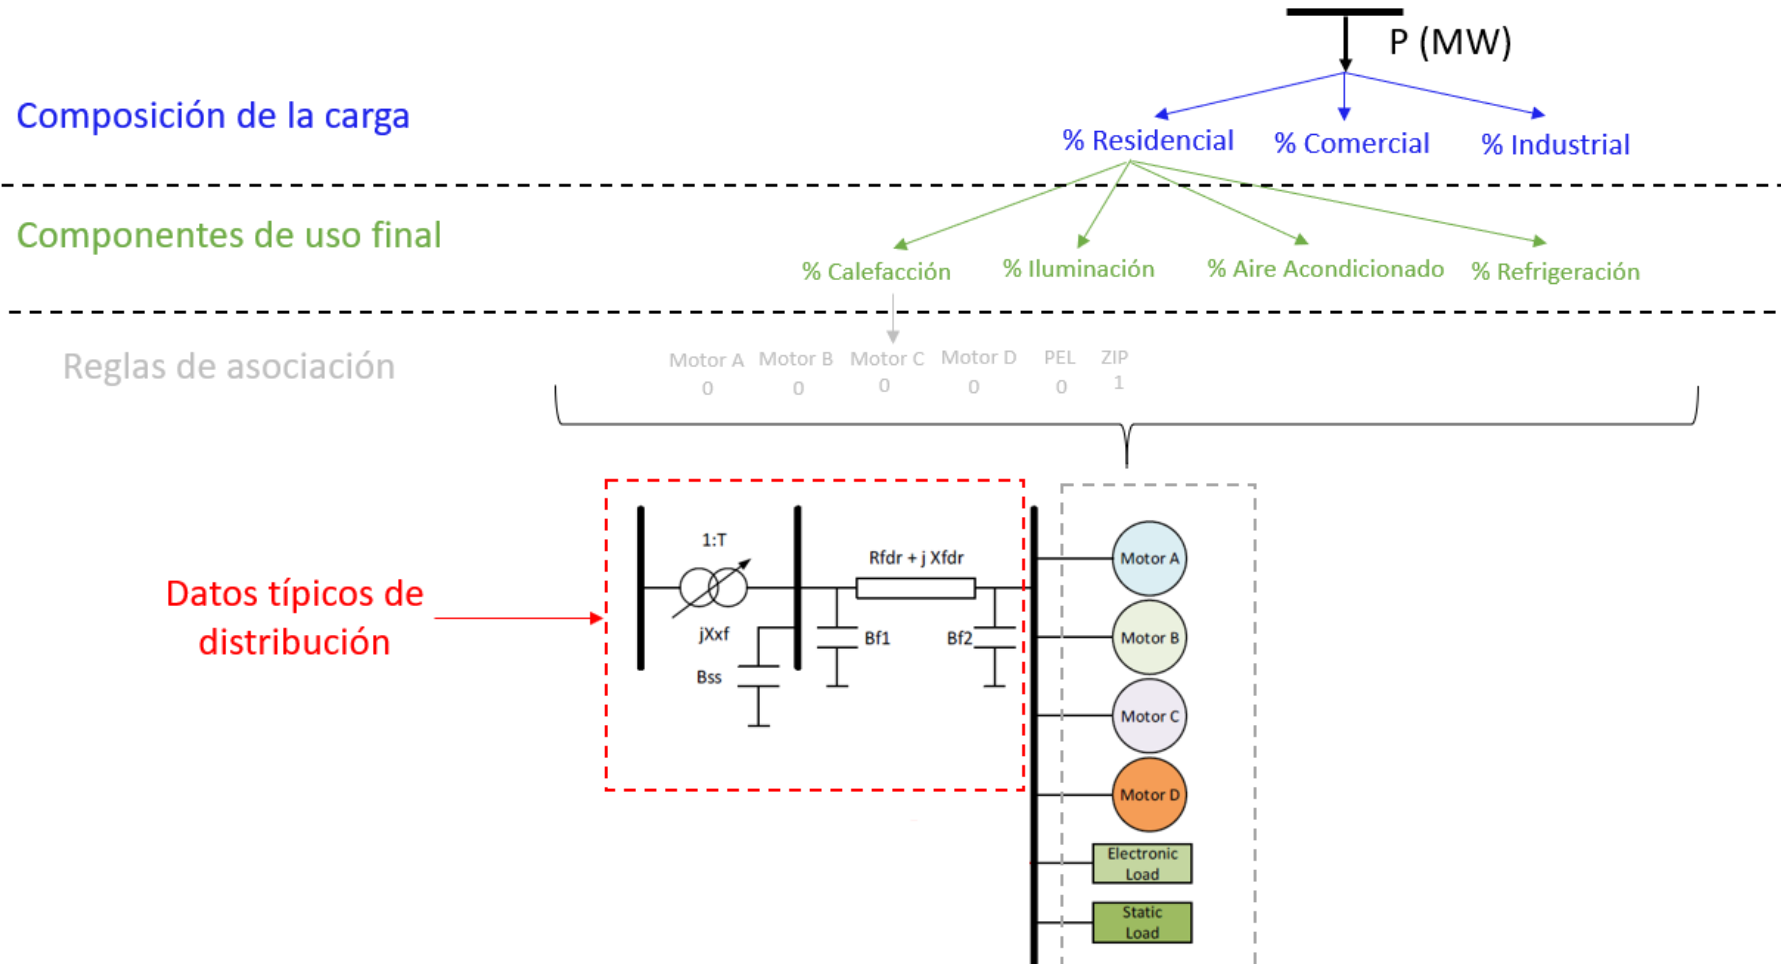 P (MW)
Composición de la carga
% Residencial % Comercial % Industrial
Componentes de uso final
% Calefacción % Iluminación % Aire Acondicionado % Refrigeración
Reglas de asociación
Motor A Motor B Motor C Motor D PEL ZIP
0 0 0 0 0 1
1:T
Rfdr + j Xfdr
Motor A
Datos típicos de
distribución
jXxf
Bf1
Bf2
Motor B
Bss
Motor C
Motor D
Electronic
Load
Static
Load